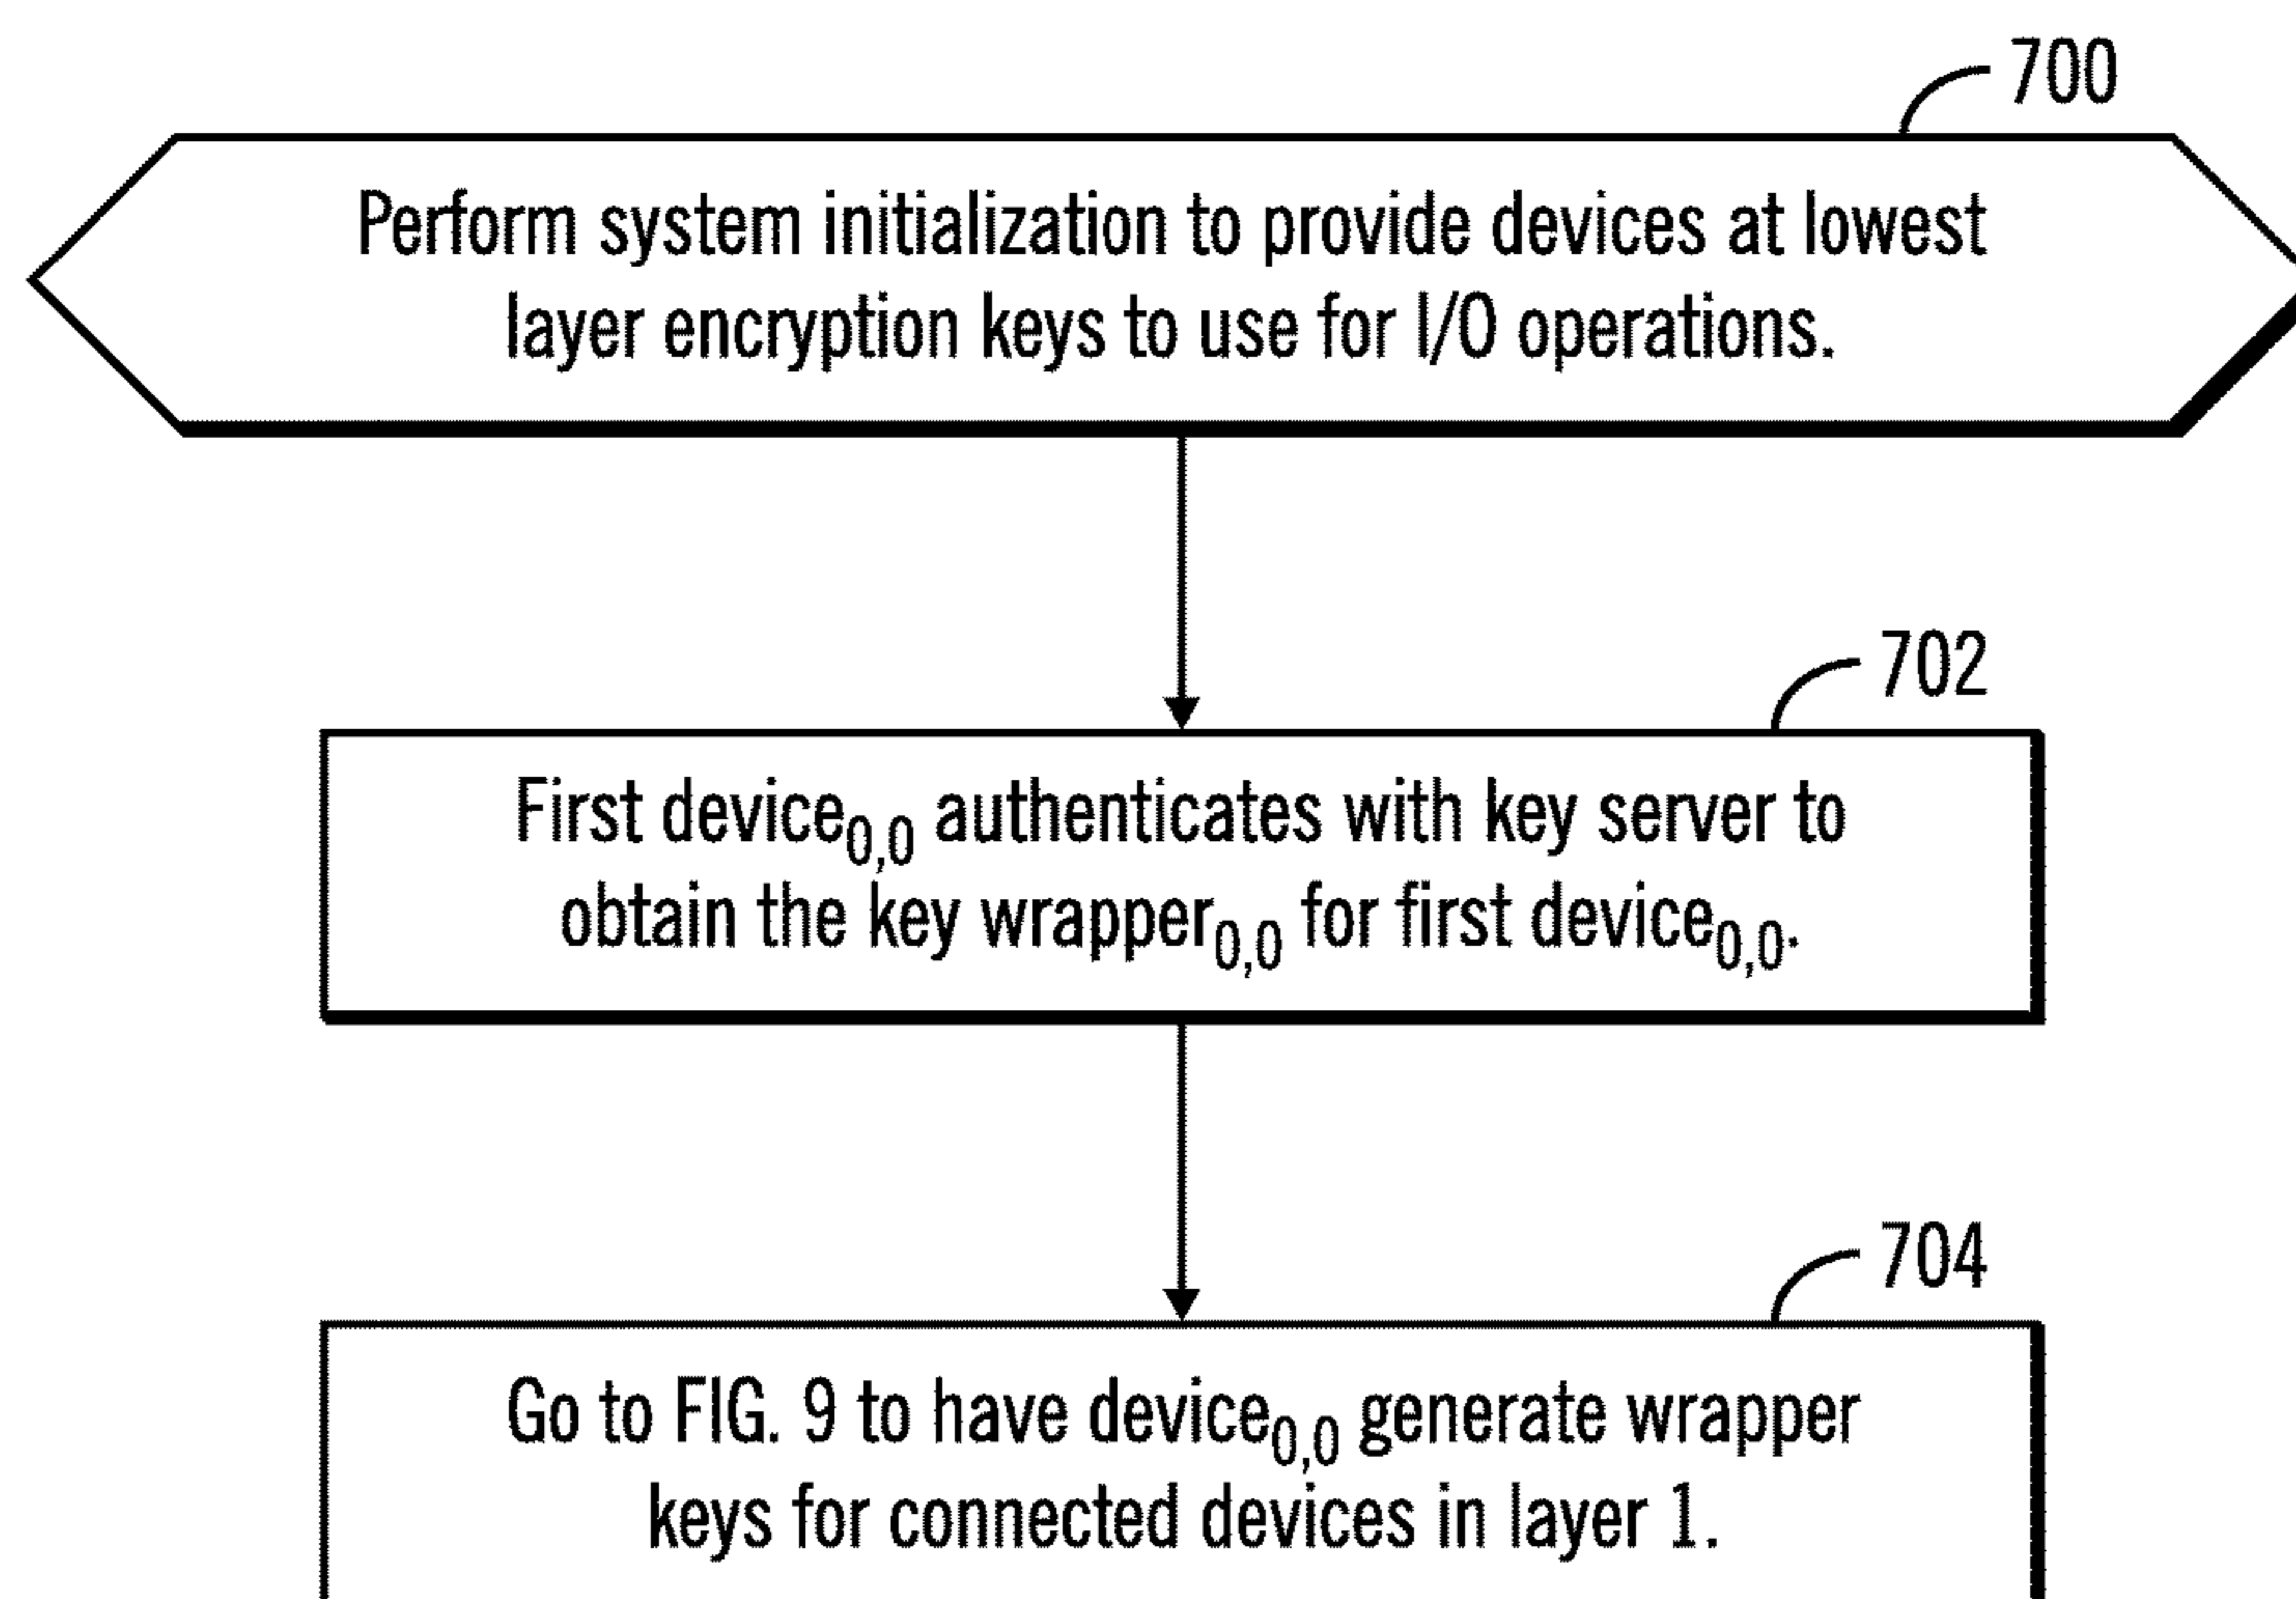 700
Perform system initialization to provide devices at lowest
layer encryption keys to use for I/O operations.
702
First device0,0 authenticates with key server to
obtain the key wrapper0,0 for first device0,0.
704
Go to FIG. 9 to have device0,0 generate wrapper
keys for connected devices in layer 1.